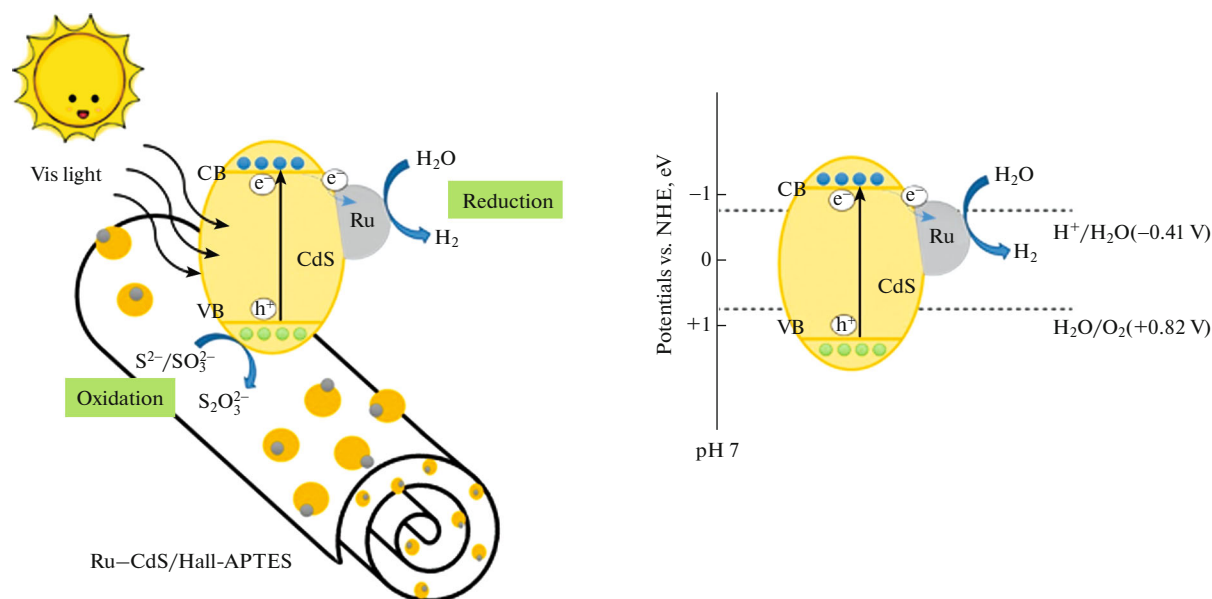 Vis light
CB
e⁻
e⁻
H₂O
Ru
H₂
Reduction
CdS
VB
h⁺
S²⁻/SO₃²⁻
S₂O₃²⁻
Oxidation
Ru–CdS/Hall-APTES
Potentials vs. NHE, eV
–1
0
+1
pH 7
CB
e⁻
e⁻
H₂O
Ru
H₂
H⁺/H₂O(–0.41 V)
CdS
VB
h⁺
H₂O/O₂(+0.82 V)